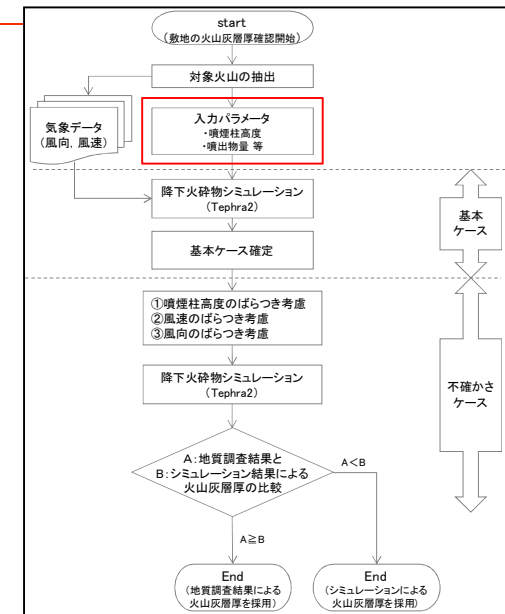 start
（敷地の火山灰層厚確認開始）
対象火山の抽出
気象データ
（風向，風速）
入力パラメータ
・噴煙柱高度
・噴出物量 等
降下火砕物シミュレーション
（Tephra2）
基本ケース確定
基本
ケース
①噴煙柱高度のばらつき考慮
②風速のばらつき考慮
③風向のばらつき考慮
降下火砕物シミュレーション
（Tephra2）
不確かさ
ケース
A：地質調査結果と
B：シミュレーション結果による
火山灰層厚の比較
A＜B
A≧B
End
（地質調査結果による
火山灰層厚を採用）
End
（シミュレーションによる
火山灰層厚を採用）